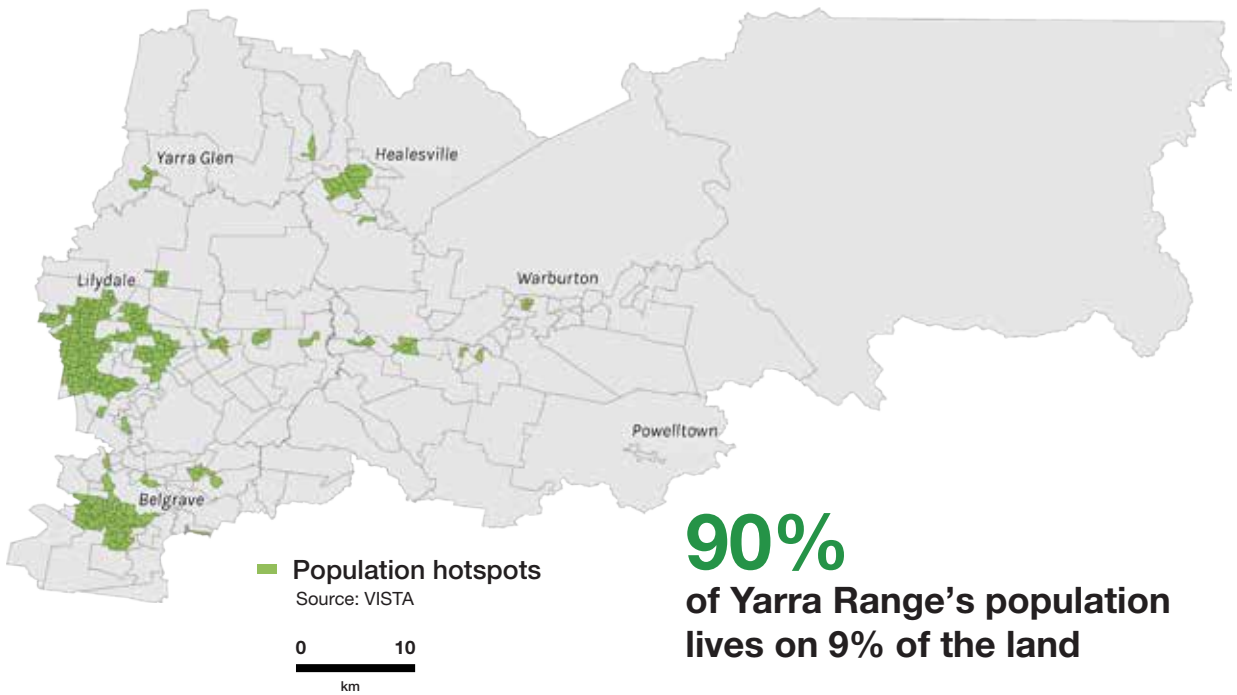 Yarra Glen
Healesville
Lilydale
Warburton
Powelltown
Belgrave
Population hotspots
Source: VISTA
0 10
km
90%
of Yarra Range's population
lives on 9% of the land